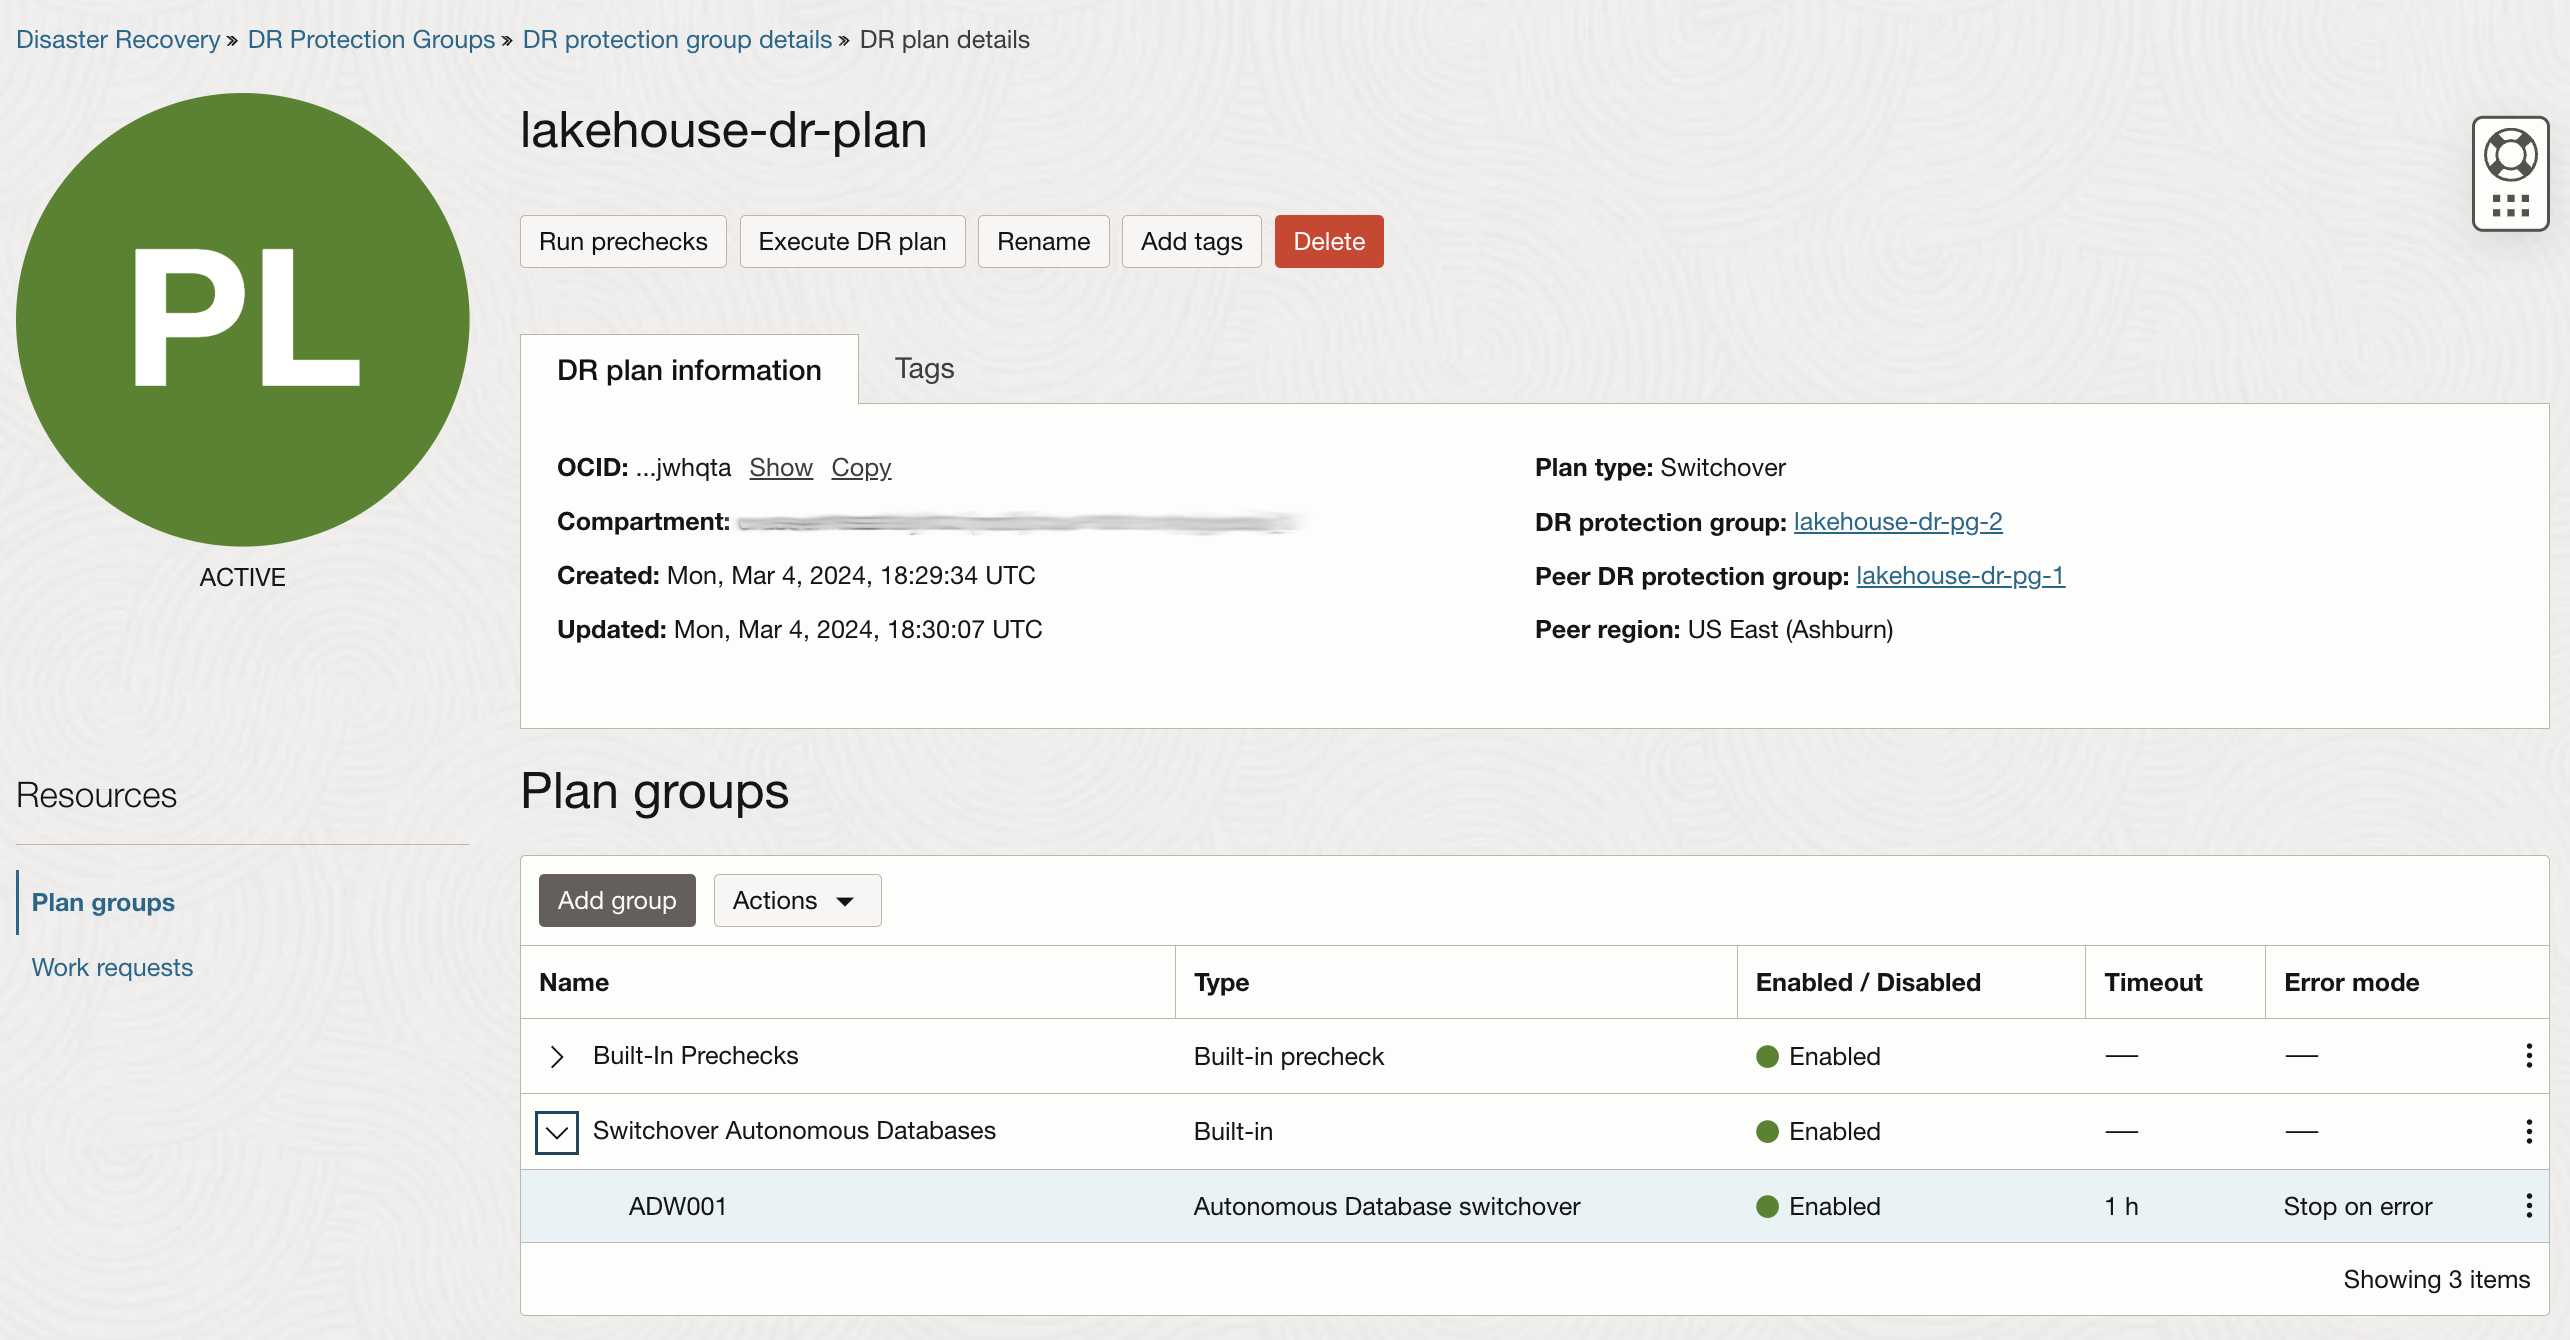 Disaster Recovery » DR Protection Groups » DR protection group details » DR plan details
PL
ACTIVE
lakehouse-dr-plan
Run prechecks Execute DR plan Rename Add tags Delete
DR plan information Tags
OCID: ...jwhqta Show Copy
Compartment:
Created: Mon, Mar 4, 2024, 18:29:34 UTC
Updated: Mon, Mar 4, 2024, 18:30:07 UTC
Plan type: Switchover
DR protection group: lakehouse-dr-pg-2
Peer DR protection group: lakehouse-dr-pg-1
Peer region: US East (Ashburn)
Resources
Plan groups
Work requests
Plan groups
Add group Actions
Name Type Enabled / Disabled Timeout Error mode
Built-In Prechecks Built-in precheck Enabled — —
Switchover Autonomous Databases Built-in Enabled — —
ADW001 Autonomous Database switchover Enabled 1 h Stop on error
Showing 3 items